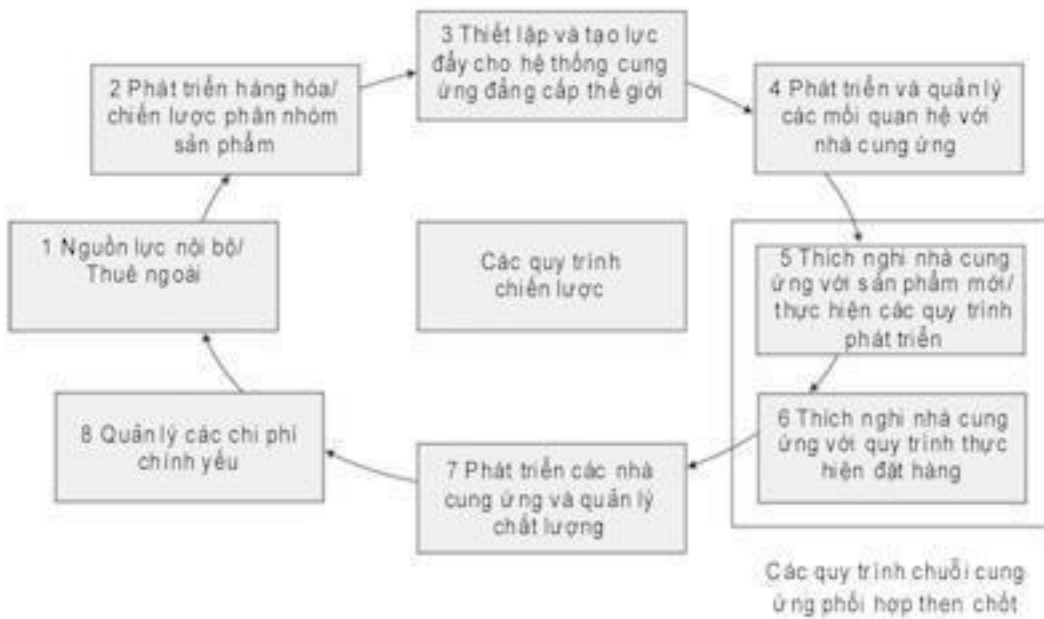 3 Thiết lập và tạo lực
đẩy cho hệ thống cung
ứng đẳng cấp thế giới
2 Phát triển hàng hóa/
chiến lược phân nhóm
sản phẩm
4 Phát triển và quản lý
các mối quan hệ với
nhà cung ứng
1 Nguồn lực nội bộ/
Thuê ngoài
Các quy trình
chiến lược
5 Thích nghi nhà cung
ứng với sản phẩm mới/
thực hiện các quy trình
phát triển
6 Thích nghi nhà cung
ứng với quy trình thực
hiện đặt hàng
7 Phát triển các nhà
cung ứng và quản lý
chất lượng
8 Quản lý các chi phí
chính yếu
Các quy trình chuỗi cung
ứng phối hợp then chốt